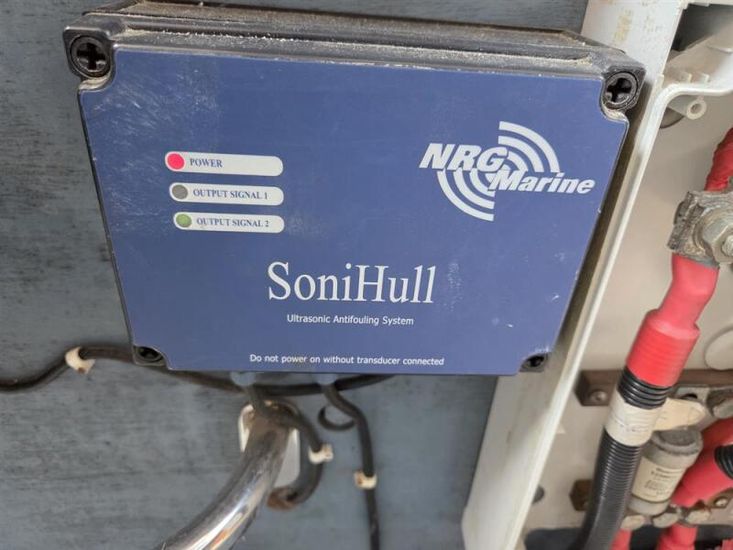 POWER
OUTPUT SIGNAL 1
OUTPUT SIGNAL 2
NRG
Marine
SoniHull
Ultrasonic Antifouling System
Do not power on without transducer connected